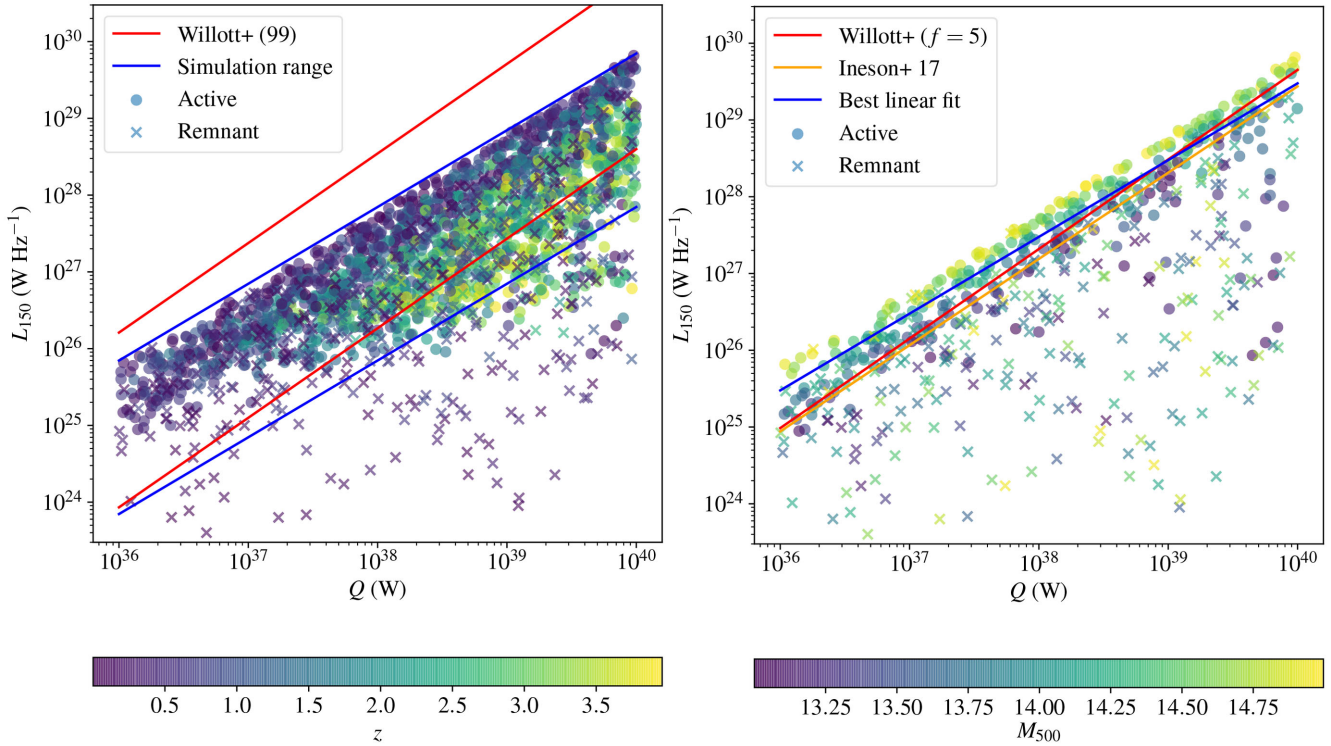 Willott+ (99)
Simulation range
Active
Remnant
10^30
10^29
10^28
10^27
10^26
10^25
10^24
L_150 (W Hz^−1)
10^36 10^37 10^38 10^39 10^40
Q (W)
0.5 1.0 1.5 2.0 2.5 3.0 3.5
z
Willott+ (f = 5)
Ineson+ 17
Best linear fit
Active
Remnant
10^30
10^29
10^28
10^27
10^26
10^25
10^24
L_150 (W Hz^−1)
10^36 10^37 10^38 10^39 10^40
Q (W)
13.25 13.50 13.75 14.00 14.25 14.50 14.75
M_500